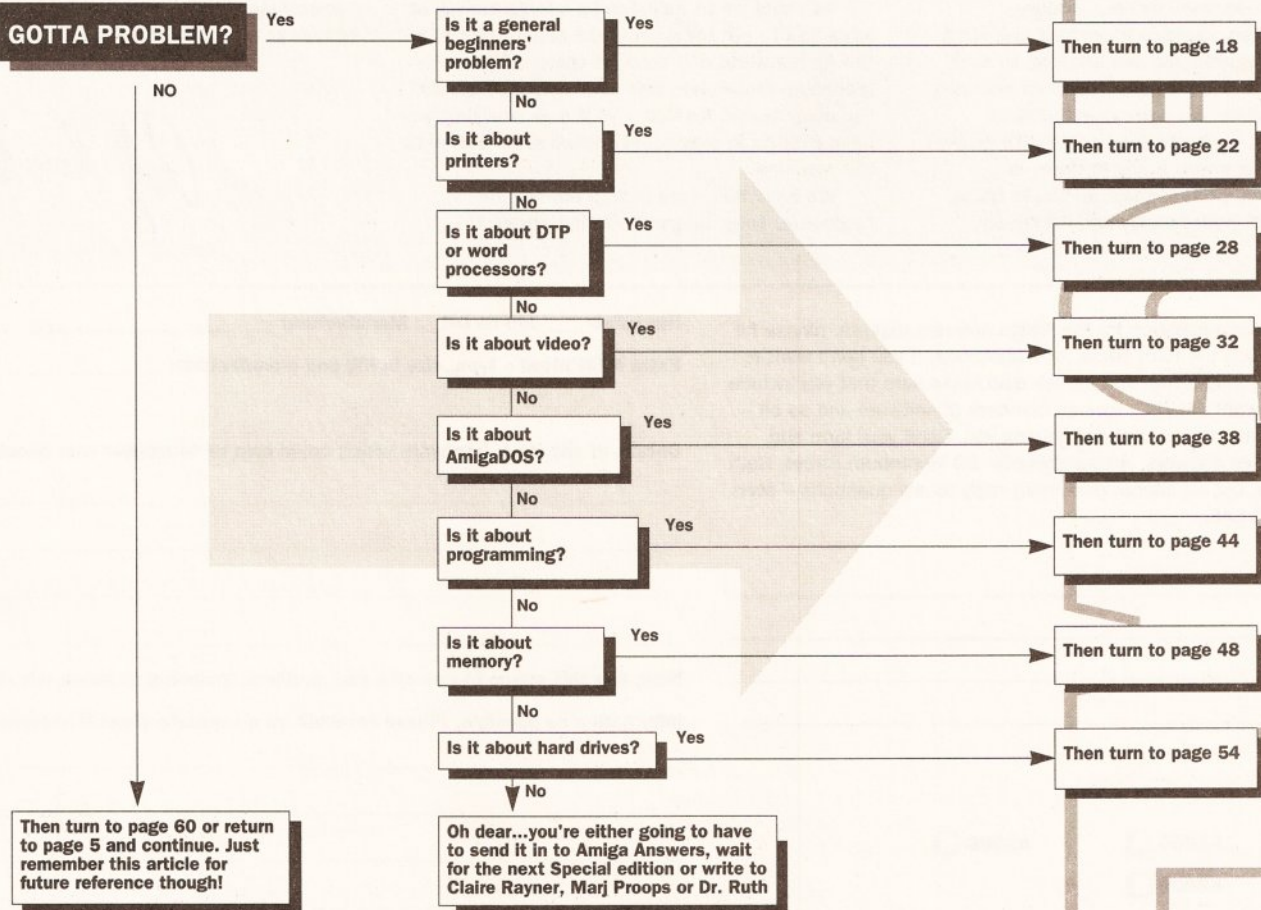 GOTTA PROBLEM?
Yes
NO
Is it a general
beginners'
problem?
Yes
Then turn to page 18
No
Is it about
printers?
Yes
Then turn to page 22
No
Is it about DTP
or word
processors?
Yes
Then turn to page 28
No
Is it about video?
Yes
Then turn to page 32
No
Is it about
AmigaDOS?
Yes
Then turn to page 38
No
Is it about
programming?
Yes
Then turn to page 44
No
Is it about
memory?
Yes
Then turn to page 48
No
Is it about hard drives?
Yes
Then turn to page 54
No
Then turn to page 60 or return
to page 5 and continue. Just
remember this article for
future reference though!
Oh dear...you're either going to have
to send it in to Amiga Answers, wait
for the next Special edition or write to
Claire Rayner, Marj Proops or Dr. Ruth